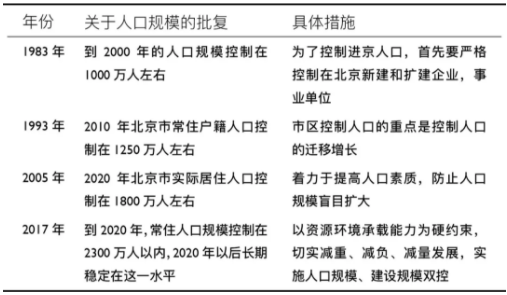 年份 关于人口规模的批复 具体措施
1983 年 到 2000 年的人口规模控制在 为了控制进京人口，首先要严格
1000 万人左右 控制在北京新建和扩建企业，事
业单位
1993 年 2010 年北京市常住户籍人口控 市区控制人口的重点是控制人口
制在 1250 万人左右 的迁移增长
2005 年 2020 年北京市实际居住人口控 着力于提高人口素质，防止人口
制在 1800 万人左右 规模盲目扩大
2017 年 到 2020 年，常住人口规模控制在 以资源环境承载能力为硬约束，
2300 万人以内，2020 年以后长期 切实减重、减负、减量发展，实
稳定在这一水平 施人口规模、建设规模双控